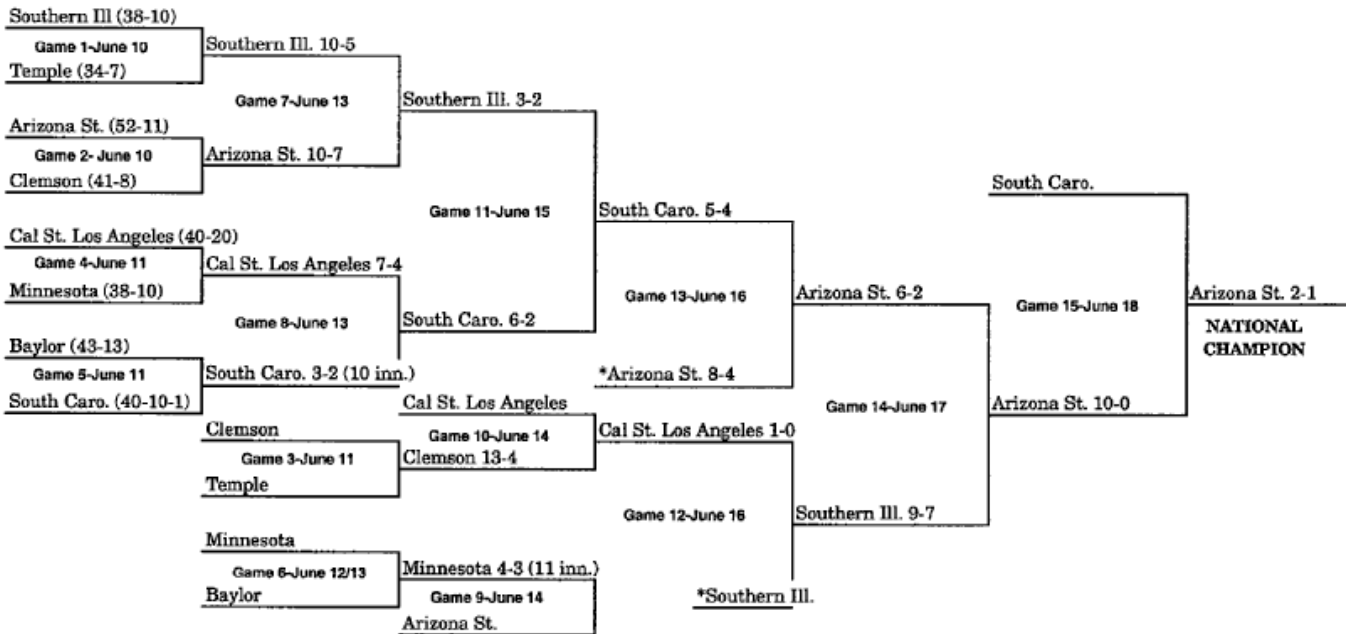 Southern Ill (38-10)
Game 1-June 10
Temple (34-7)
Southern Ill. 10-5
Game 7-June 13
Arizona St. (52-11)
Game 2- June 10
Clemson (41-8)
Arizona St. 10-7
Southern Ill. 3-2
Game 11-June 15
Cal St. Los Angeles (40-20)
Game 4-June 11
Minnesota (38-10)
Cal St. Los Angeles 7-4
Game 8-June 13
Baylor (43-13)
Game 5-June 11
South Caro. (40-10-1)
South Caro. 3-2 (10 inn.)
South Caro. 6-2
South Caro. 5-4
Game 13-June 16
*Arizona St. 8-4
Arizona St. 6-2
Clemson
Game 3-June 11
Temple
Cal St. Los Angeles
Game 10-June 14
Clemson 13-4
Cal St. Los Angeles 1-0
Game 12-June 16
Minnesota
Game 6-June 12/13
Baylor
Minnesota 4-3 (11 inn.)
Game 9-June 14
Arizona St.
*Southern Ill.
Southern Ill. 9-7
Game 14-June 17
South Caro.
Game 15-June 18
Arizona St. 10-0
Arizona St. 2-1
NATIONAL
CHAMPION